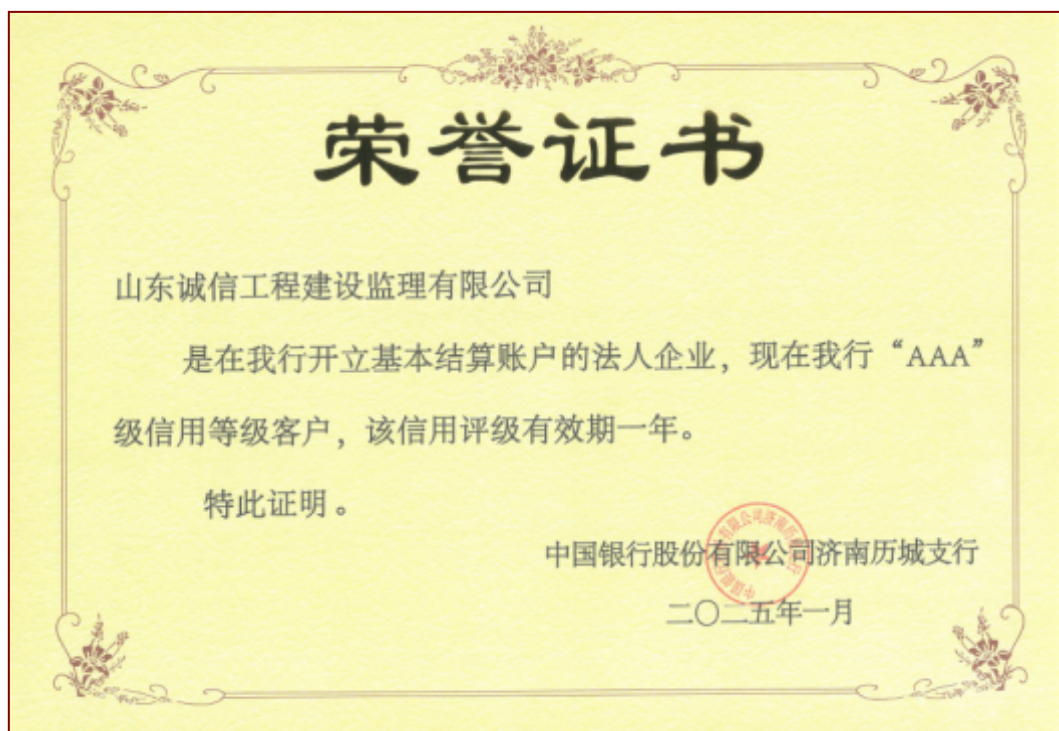 荣誉证书
山东诚信工程建设监理有限公司
是在我行开立基本结算账户的法人企业，现在我行“AAA”
级信用等级客户，该信用评级有效期一年。
特此证明。
中国银行股份有限公司济南历城支行
二〇二五年一月